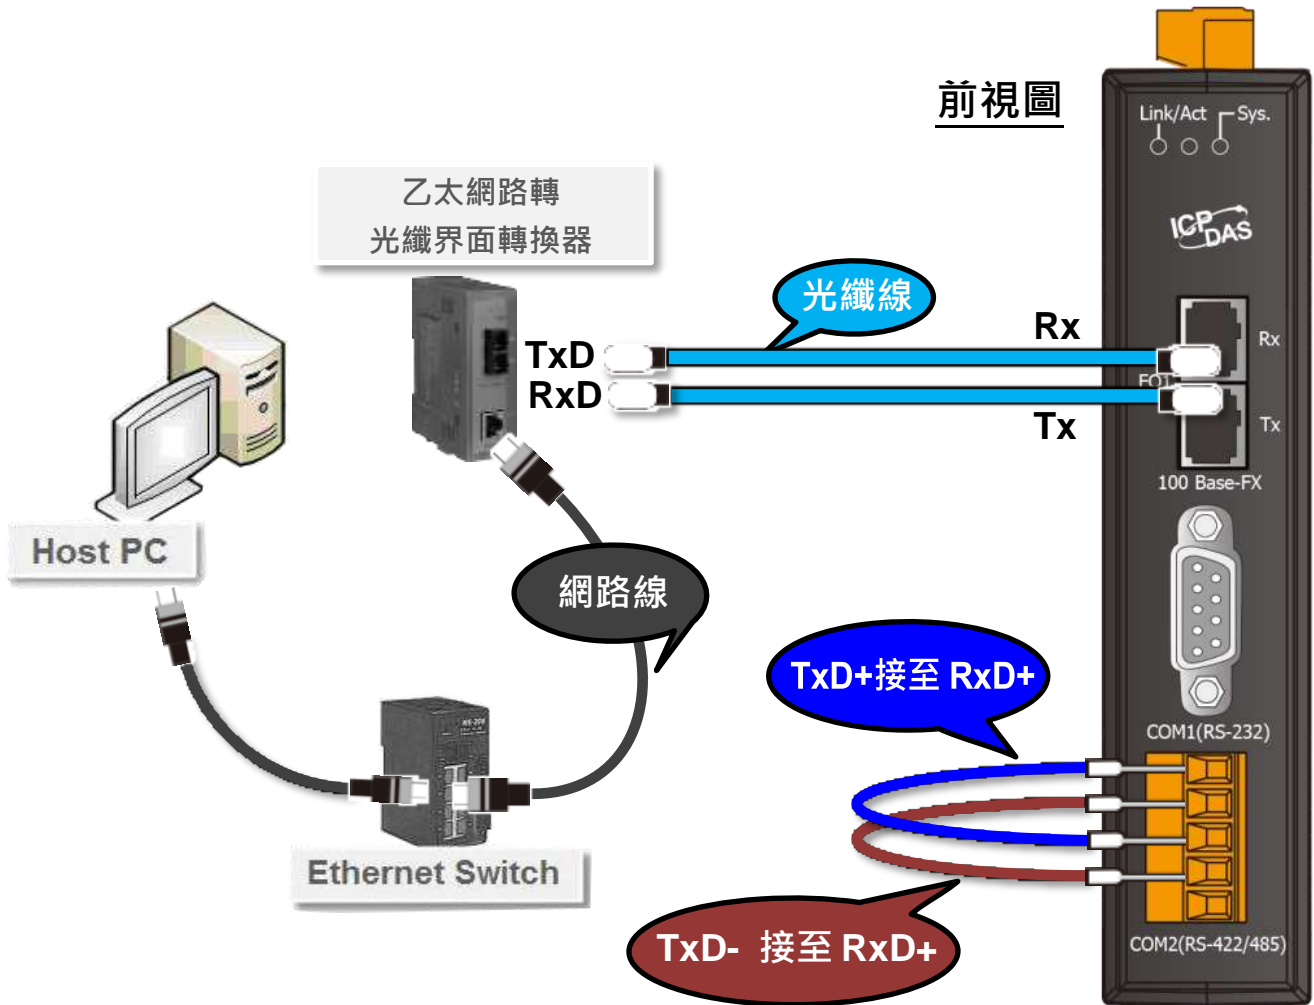 前視圖
Link/Act
Sys.
ICP DAS
乙太網路轉
光纖界面轉換器
光纖線
Rx
Rx
TxD
RxD
Tx
Tx
100 Base-FX
Host PC
網路線
TxD+接至 RxD+
COM1(RS-232)
Ethernet Switch
TxD- 接至 RxD+
COM2(RS-422/485)